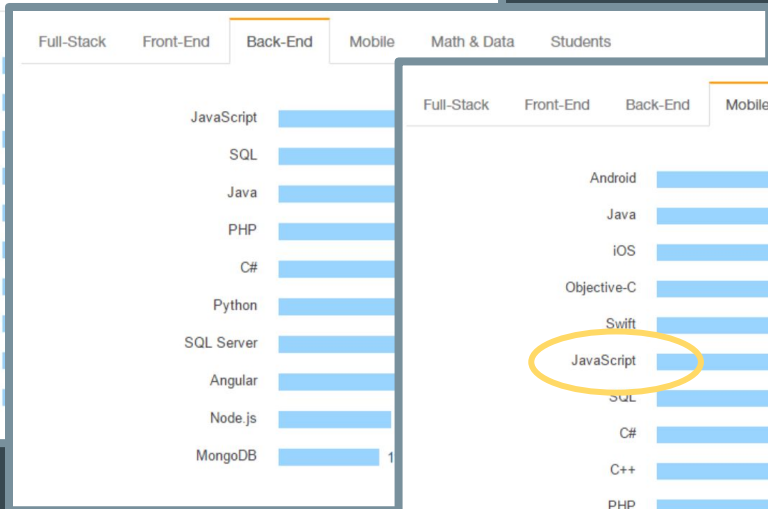 Full-Stack Front-End Back-End Mobile Math & Data Students
JavaScript
SQL
Java
PHP
C#
Python
SQL Server
Angular
Node.js
MongoDB 1
Full-Stack Front-End Back-End Mobile
Android
Java
iOS
Objective-C
Swift
JavaScript
SQL
C#
C++
PHP